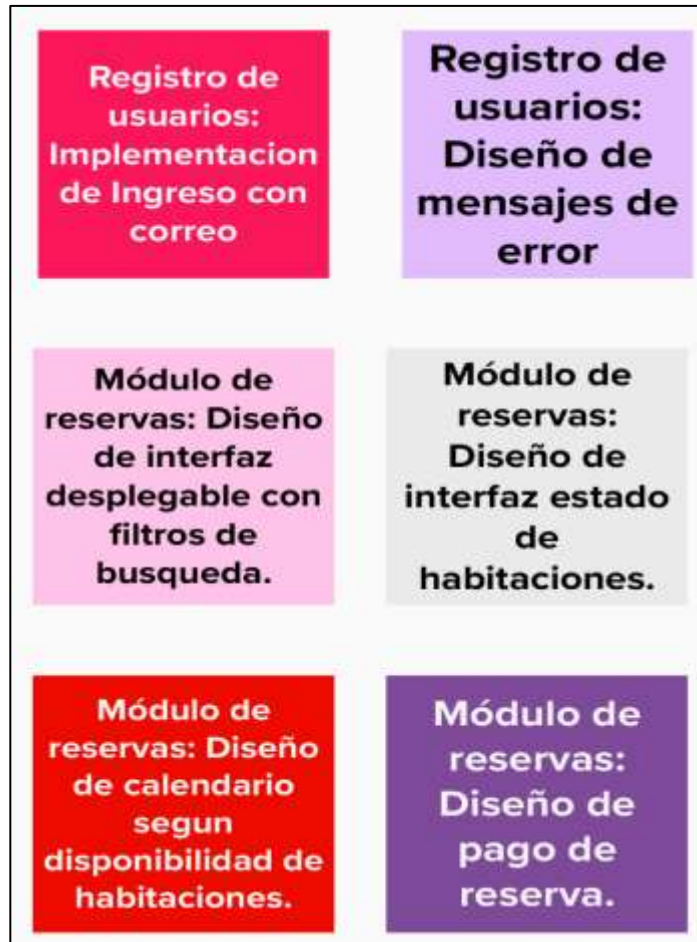 Registro de
usuarios:
Implementacion
de Ingreso con
correo
Registro de
usuarios:
Diseño de
mensajes de
error
Módulo de
reservas: Diseño
de interfaz
desplegable con
filtros de
busqueda.
Módulo de
reservas:
Diseño de
interfaz estado
de
habitaciones.
Módulo de
reservas: Diseño
de calendario
segun
disponibilidad de
habitaciones.
Módulo de
reservas:
Diseño de
pago de
reserva.